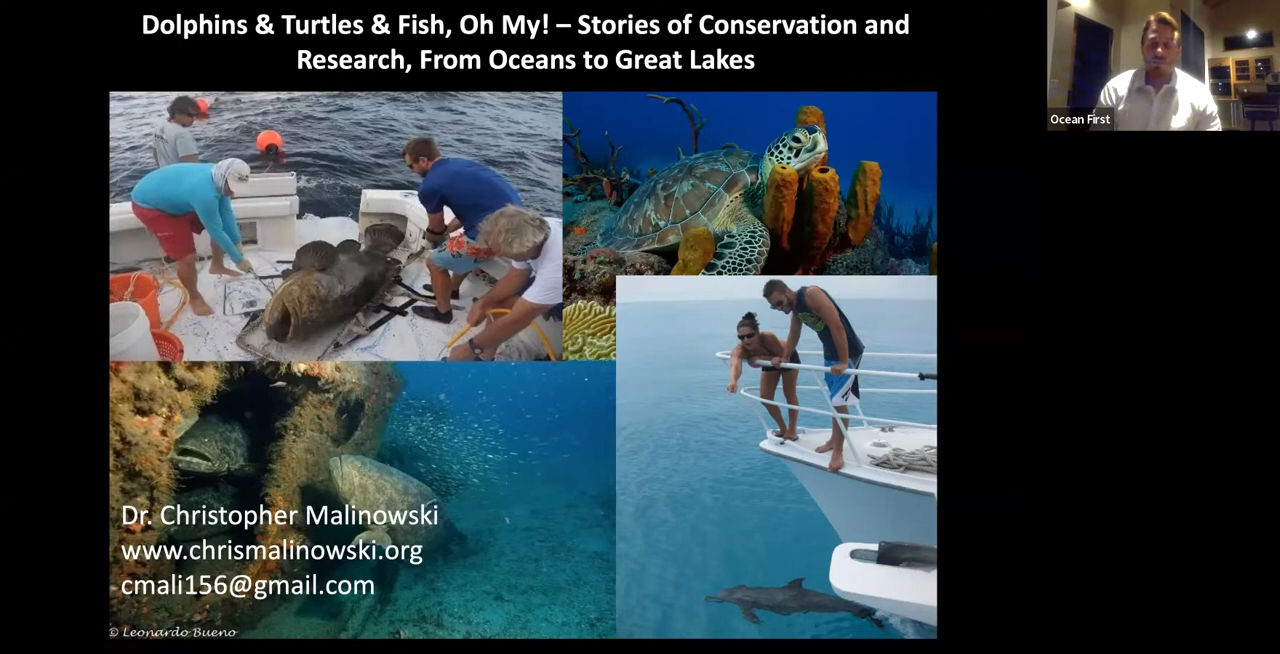 Dolphins & Turtles & Fish, Oh My! – Stories of Conservation and
Research, From Oceans to Great Lakes
Ocean First
Dr. Christopher Malinowski
www.chrismalinowski.org
cmali156@gmail.com
© Leonardo Bueno